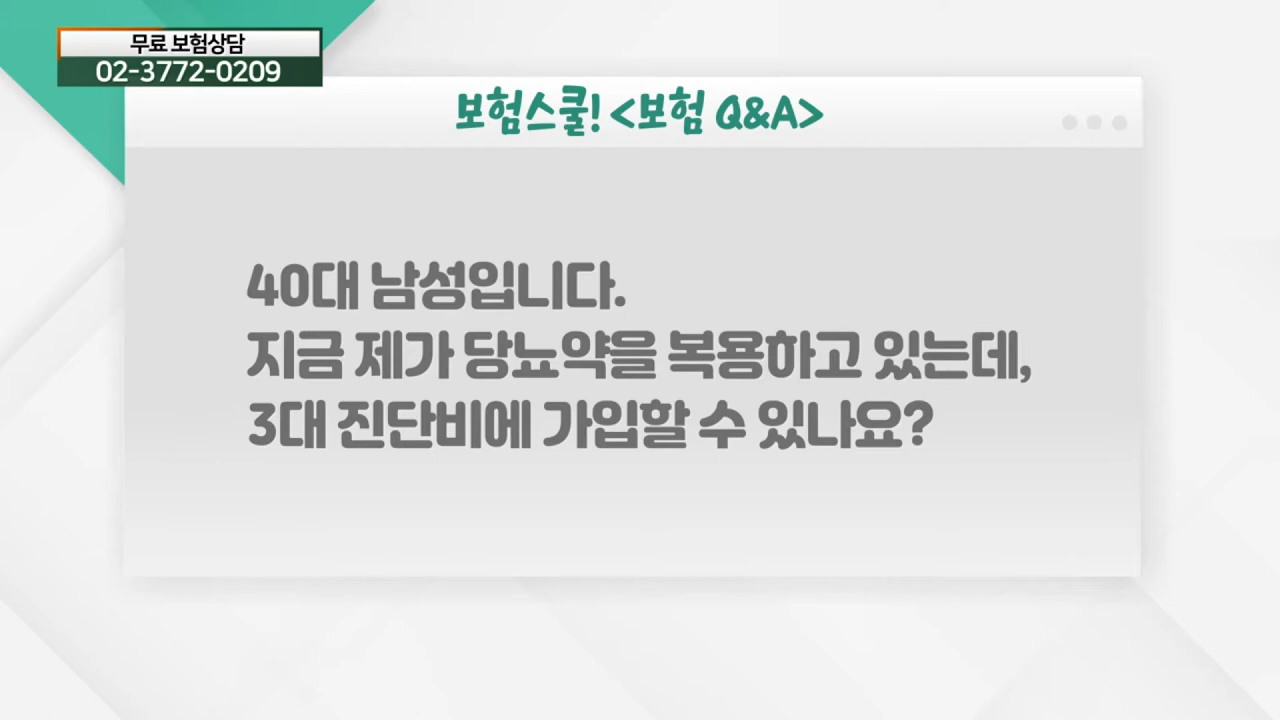 무료 보험상담
02-3772-0209
보험스쿨! <보험 Q&A>
40대 남성입니다.
지금 제가 당뇨약을 복용하고 있는데,
3대 진단비에 가입할 수 있나요?